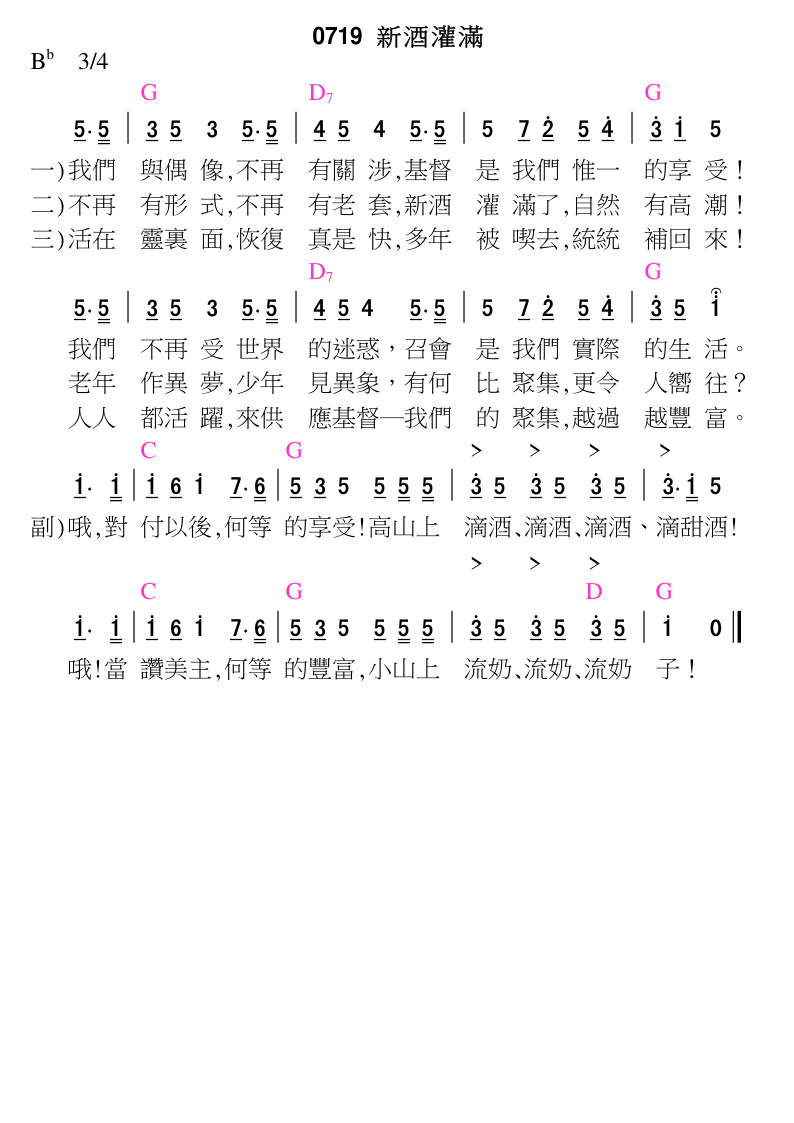 0719 新酒灌滿
B♭ 3/4
G D7 G
5· 5 | 3 5 3 5· 5 | 4 5 4 5· 5 | 5 7 2̇ 5 4̇ | 3̇ 1̇ 5
一)我們 與偶 像,不再 有關 涉,基督 是 我們 惟一 的享 受!
二)不再 有形 式,不再 有老 套,新酒 灌 滿了,自然 有高 潮!
三)活在 靈裏 面,恢復 真是 快,多年 被 喫去,統統 補回 來!
D7 G
5· 5 | 3 5 3 5· 5 | 4 5 4 5· 5 | 5 7 2̇ 5 4̇ | 3̇ 5 1̇
我們 不再 受 世界 的迷惑,召會 是 我們 實際 的生 活。
老年 作異 夢,少年 見異象,有何 比 聚集,更令 人嚮 往?
人人 都活 躍,來供 應基督─我們 的 聚集,越過 越豐 富。
C G > > > >
1̇· 1̇ | 1̇ 6 1̇ 7· 6 | 5 3 5 5 5 5 | 3̇ 5 3̇ 5 3̇ 5 | 3̇· 1̇ 5
副)哦,對 付以後,何等 的享受!高山上 滴酒、滴酒、滴酒、滴甜酒!
> > >
C G D G
1̇· 1̇ | 1̇ 6 1̇ 7· 6 | 5 3 5 5 5 5 | 3̇ 5 3̇ 5 3̇ 5 | 1̇ 0 ‖
哦!當 讚美主,何等 的豐富,小山上 流奶、流奶、流奶 子!